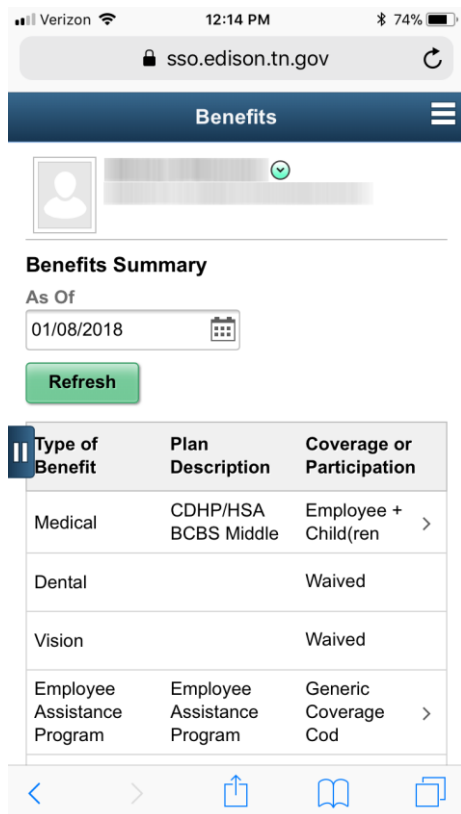 Verizon 12:14 PM 74%
sso.edison.tn.gov
Benefits
Benefits Summary
As Of
01/08/2018
Refresh
Type of Benefit Plan Description Coverage or Participation
Medical CDHP/HSA BCBS Middle Employee + Child(ren
Dental Waived
Vision Waived
Employee Assistance Program Employee Assistance Program Generic Coverage Cod